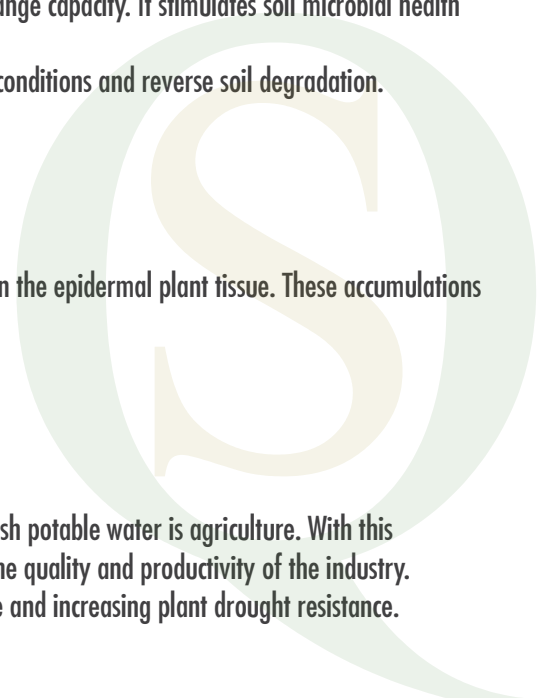 ange capacity. It stimulates soil microbial health
conditions and reverse soil degradation.
n the epidermal plant tissue. These accumulations
sh potable water is agriculture. With this
he quality and productivity of the industry.
e and increasing plant drought resistance.
QS